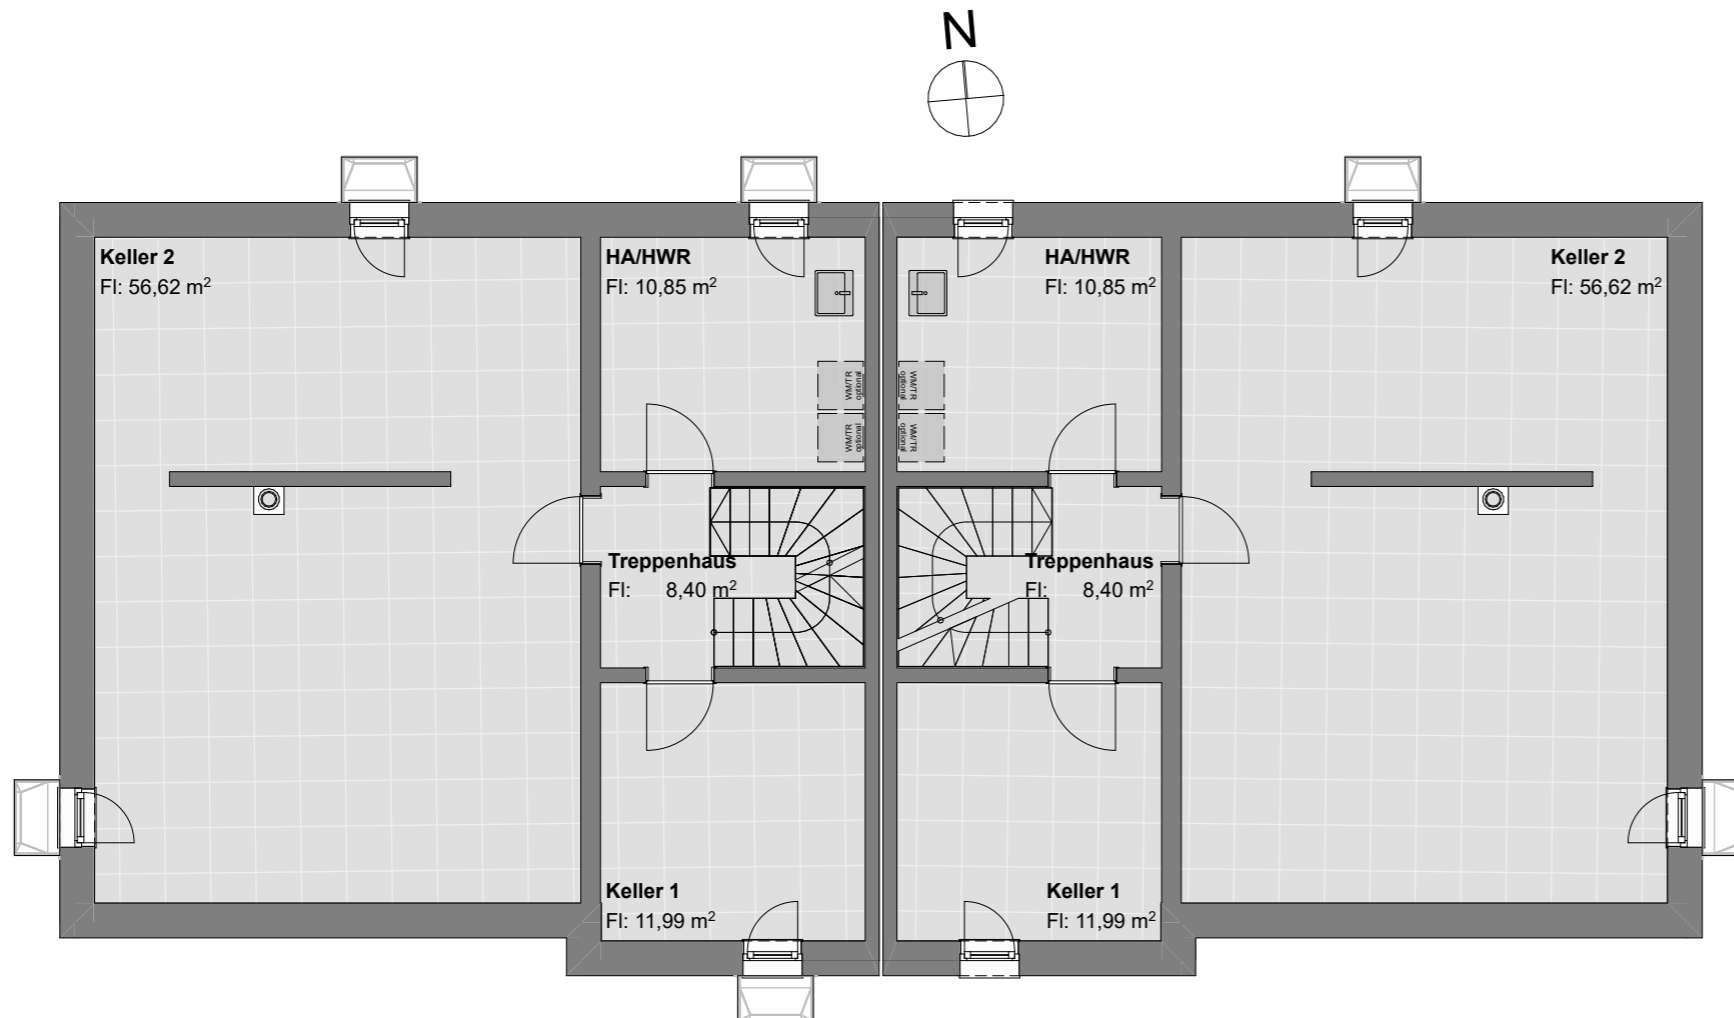 N
Keller 2
Fl: 56,62 m²
HA/HWR
Fl: 10,85 m²
HA/HWR
Fl: 10,85 m²
Keller 2
Fl: 56,62 m²
WM/TR
optional
WM/TR
optional
WM/TR
optional
WM/TR
optional
Treppenhaus
Fl: 8,40 m²
Treppenhaus
Fl: 8,40 m²
Keller 1
Fl: 11,99 m²
Keller 1
Fl: 11,99 m²